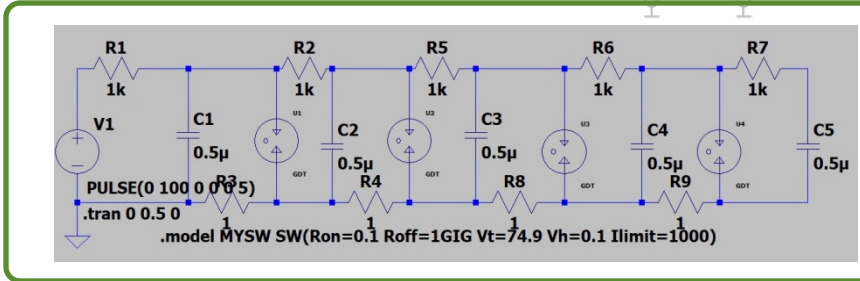 R1 R2 R5 R6 R7
1k 1k 1k 1k 1k
V1 C1 U1 C2 U2 C3 U3 C4 U4 C5
0.5µ 0.5µ 0.5µ 0.5µ 0.5µ
GDT GDT GDT GDT
PULSE(0 100 0 0 0 5)
R3 R4 R8 R9
.tran 0 0.5 0
1 1 1 1
.model MYSW SW(Ron=0.1 Roff=1GIG Vt=74.9 Vh=0.1 Ilimit=1000)